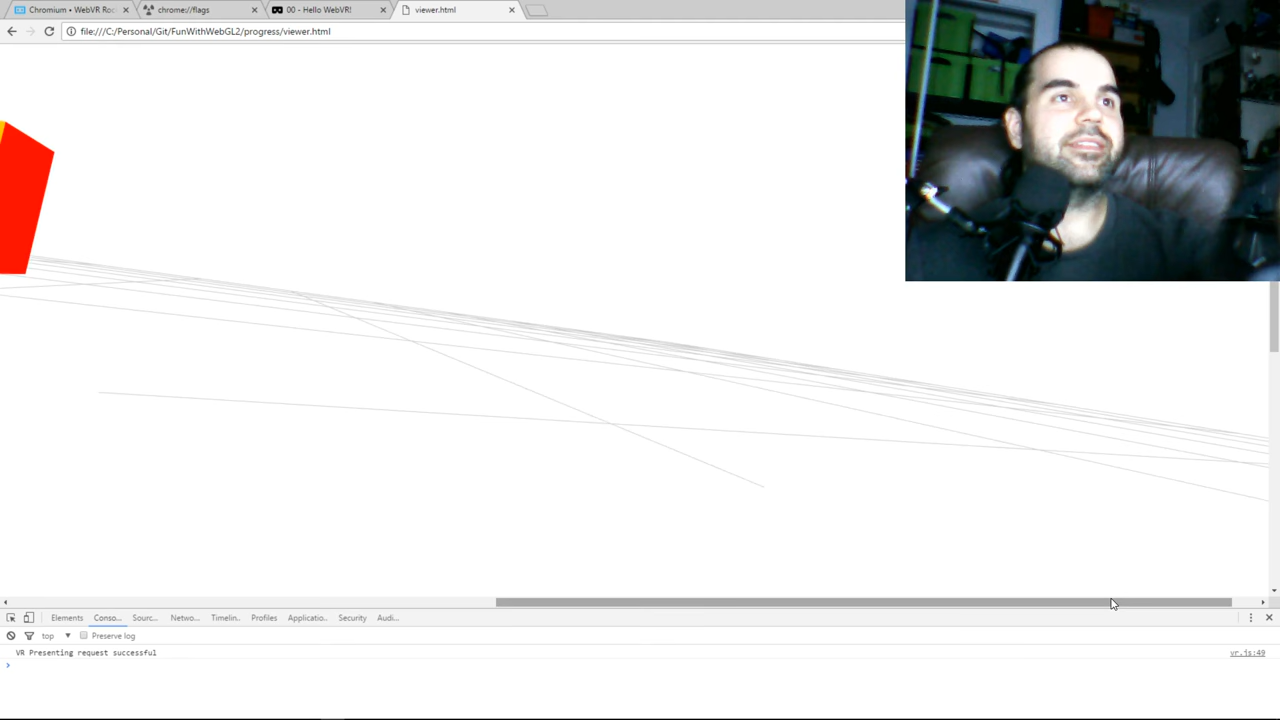 Chromium • WebVR Roc
chrome://flags
00 - Hello WebVR!
viewer.html
file:///C:/Personal/Git/FunWithWebGL2/progress/viewer.html
Elements
Conso...
Sourc...
Netwo...
Timelin..
Profiles
Applicatio..
Security
Audi...
top
Preserve log
VR Presenting request successful
vr.js:49